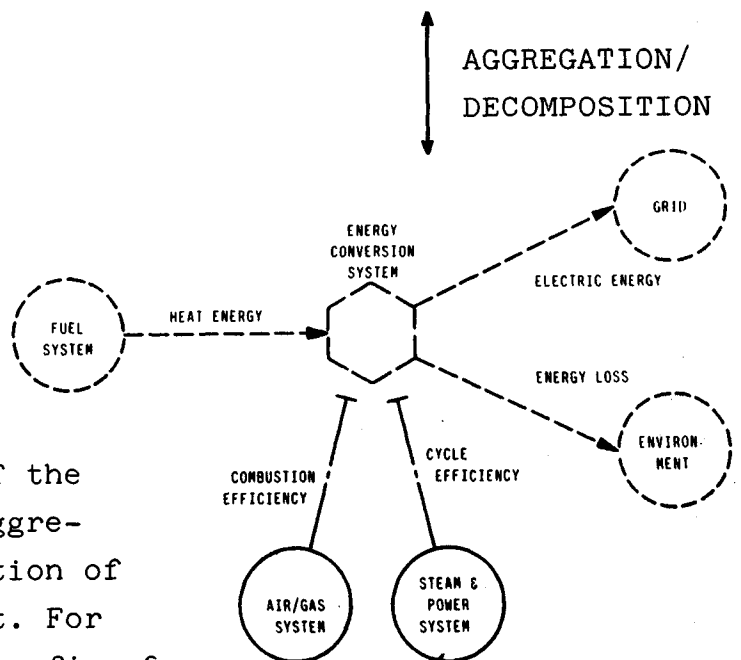 AGGREGATION/
DECOMPOSITION
GRID
ENERGY
CONVERSION
SYSTEM
ELECTRIC ENERGY
HEAT ENERGY
FUEL
SYSTEM
ENERGY LOSS
ENVIRON-
MENT
CYCLE
EFFICIENCY
COMBUSTION
EFFICIENCY
f the
ggre-
tion of
t. For
AIR/GAS
SYSTEM
STEAM &
POWER
SYSTEM